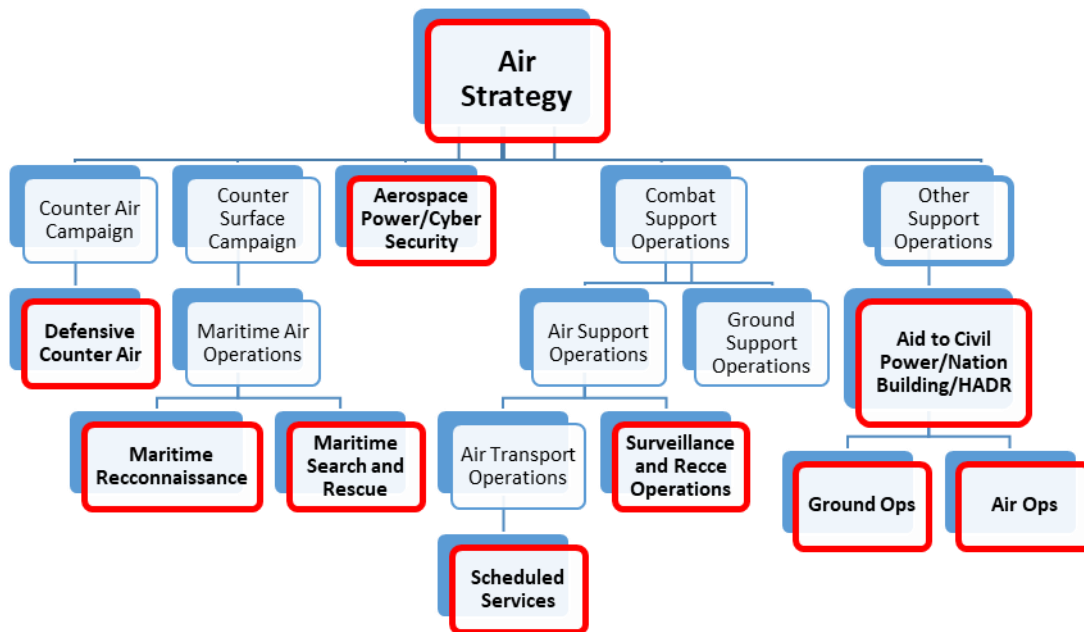 Air
Strategy
Counter Air
Campaign
Counter
Surface
Campaign
Aerospace
Power/Cyber
Security
Combat
Support
Operations
Other
Support
Operations
Defensive
Counter Air
Maritime Air
Operations
Air Support
Operations
Ground
Support
Operations
Aid to Civil
Power/Nation
Building/HADR
Maritime
Recconnaissance
Maritime
Search and
Rescue
Air Transport
Operations
Surveillance
and Recce
Operations
Ground Ops
Air Ops
Scheduled
Services